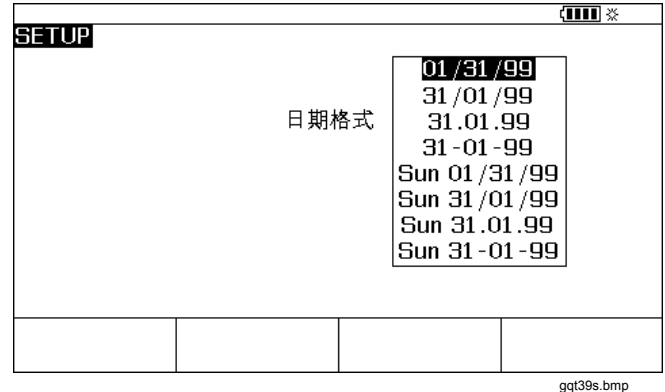 SETUP
01/31/99
31/01/99
日期格式
31.01.99
31-01-99
Sun 01/31/99
Sun 31/01/99
Sun 31.01.99
Sun 31-01-99
gqt39s.bmp